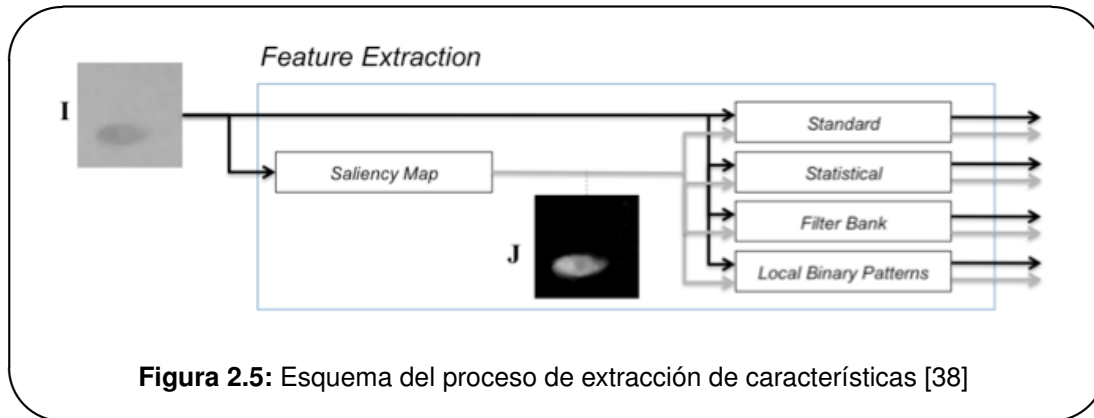 Feature Extraction
I
Standard
Saliency Map
Statistical
Filter Bank
J
Local Binary Patterns
Figura 2.5: Esquema del proceso de extracción de características [38]